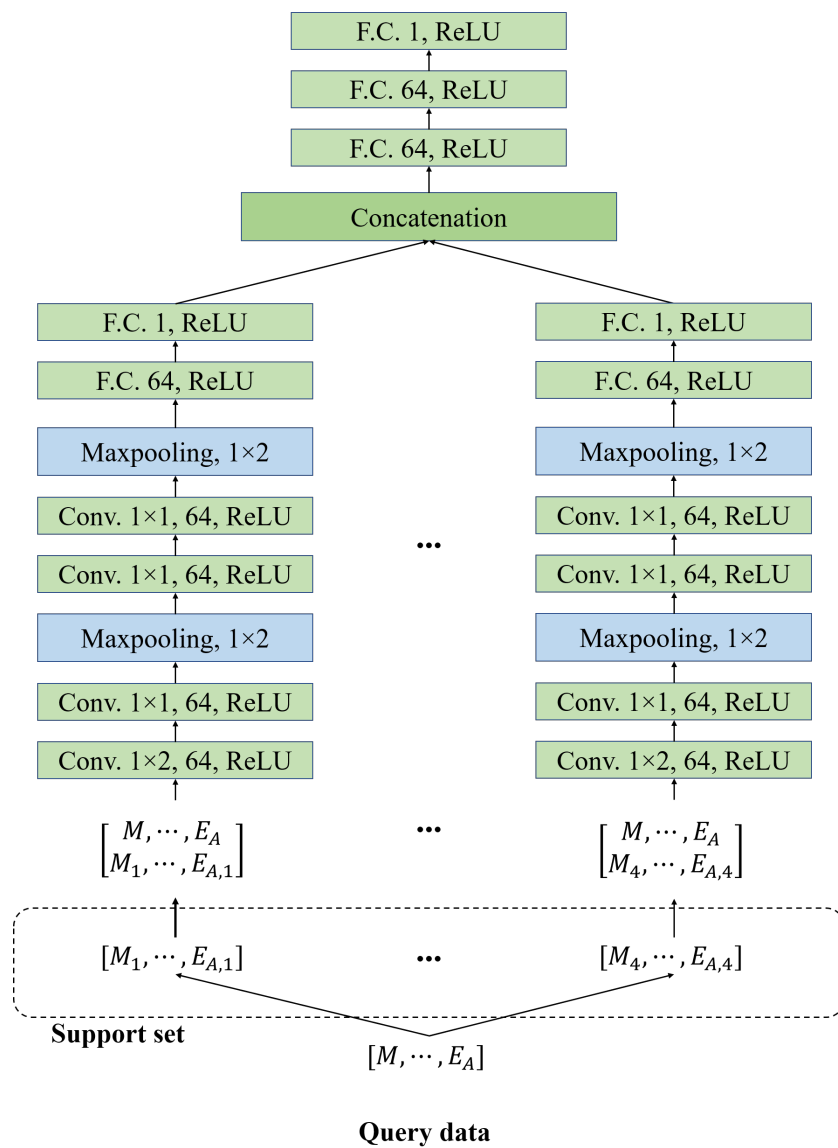 F.C. 1, ReLU
F.C. 64, ReLU
F.C. 64, ReLU
Concatenation
F.C. 1, ReLU
F.C. 64, ReLU
Maxpooling, 1×2
Conv. 1×1, 64, ReLU
Conv. 1×1, 64, ReLU
Maxpooling, 1×2
Conv. 1×1, 64, ReLU
Conv. 1×2, 64, ReLU
[M, ⋯, E_A
M₁, ⋯, E_{A,1}]
[M₁, ⋯, E_{A,1}]
...
...
...
F.C. 1, ReLU
F.C. 64, ReLU
Maxpooling, 1×2
Conv. 1×1, 64, ReLU
Conv. 1×1, 64, ReLU
Maxpooling, 1×2
Conv. 1×1, 64, ReLU
Conv. 1×2, 64, ReLU
[M, ⋯, E_A
M₄, ⋯, E_{A,4}]
[M₄, ⋯, E_{A,4}]
Support set
[M, ⋯, E_A]
Query data